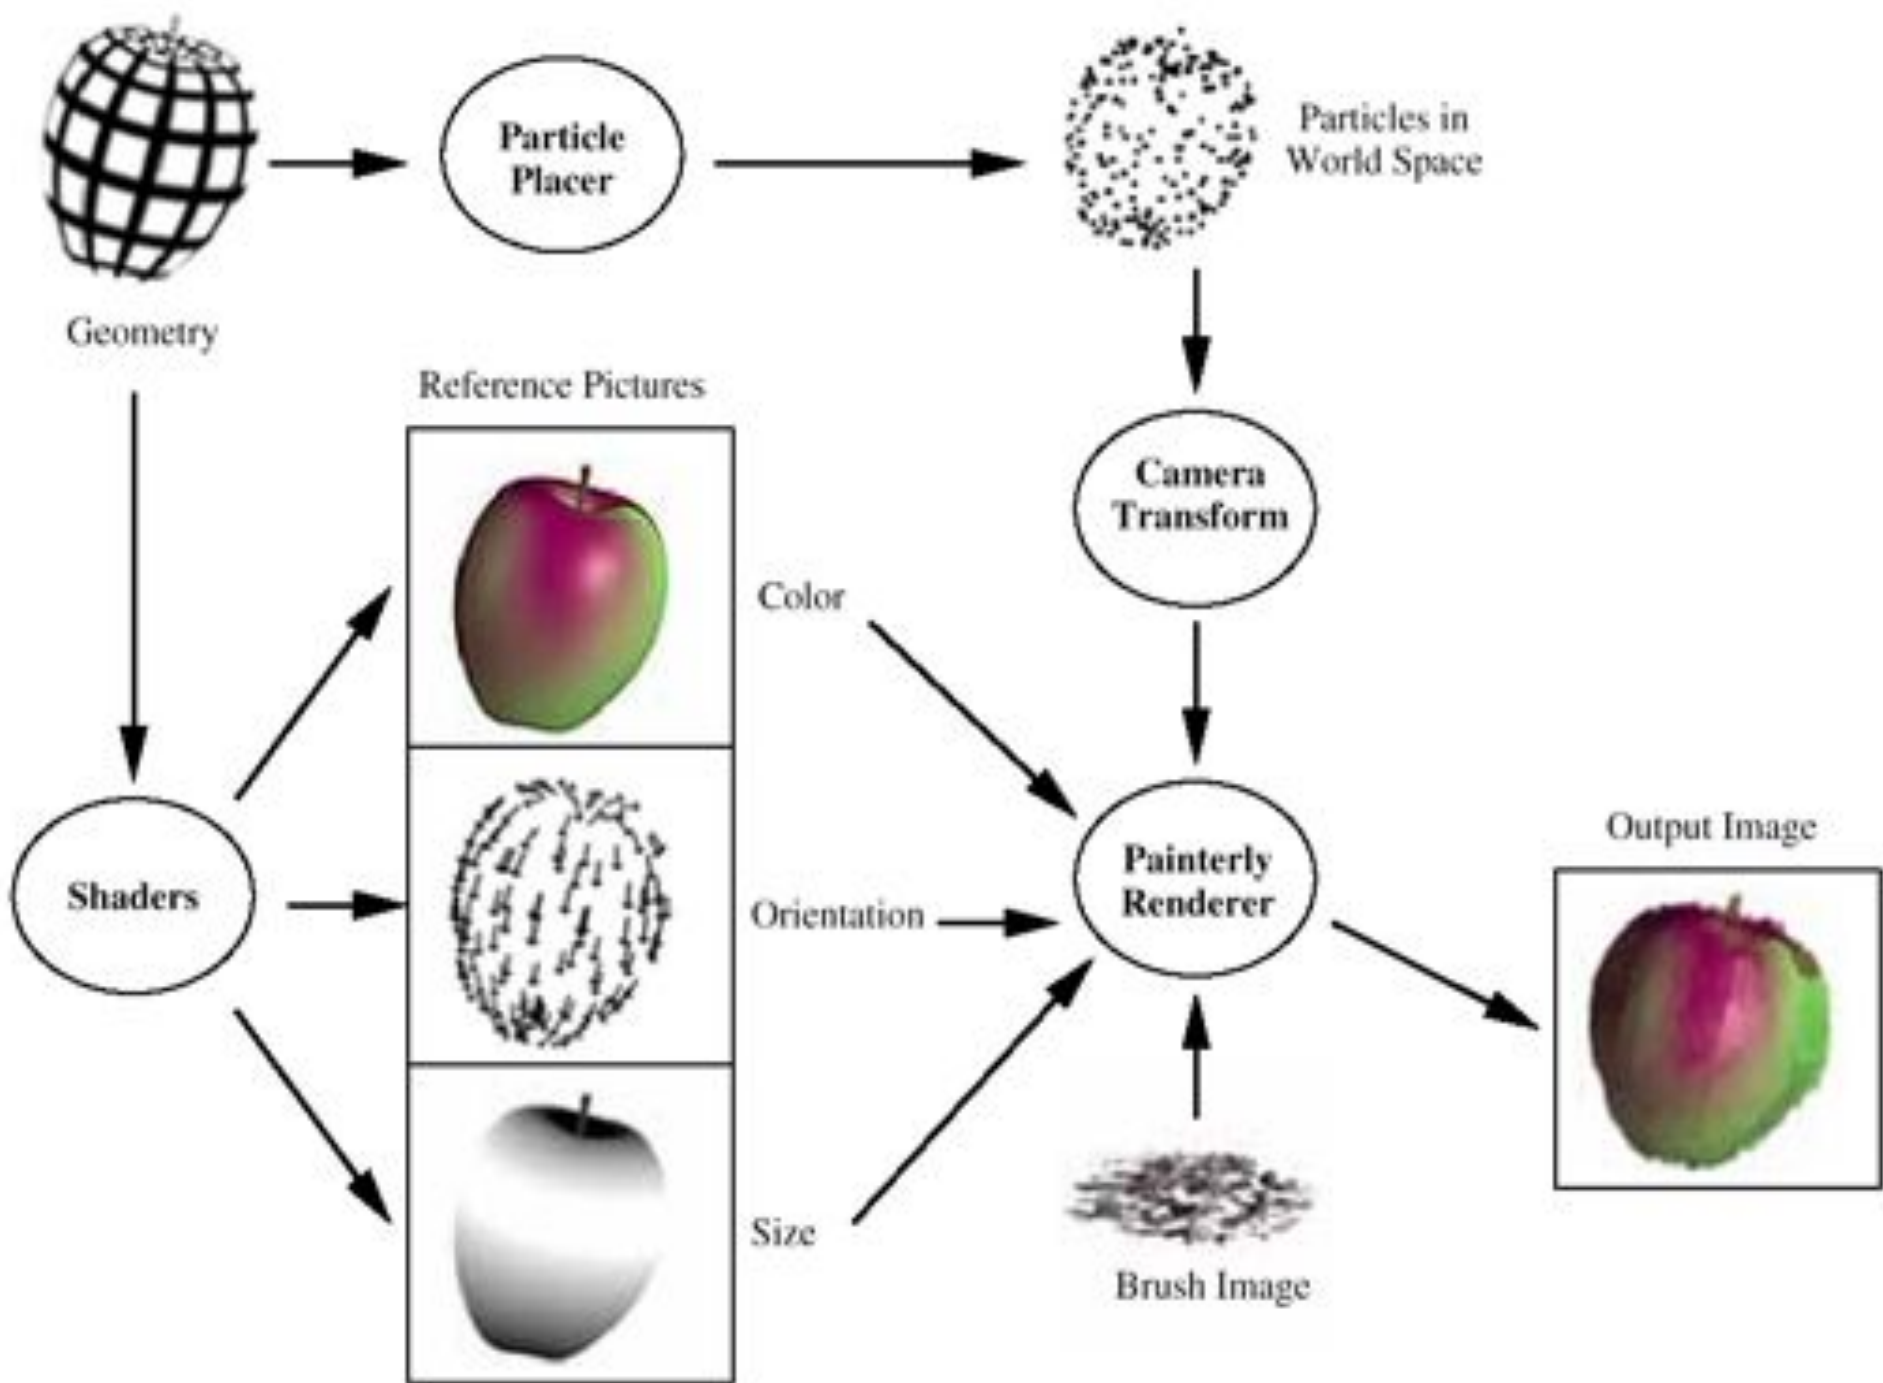 Particle
Placer
Particles in
World Space
Geometry
Reference Pictures
Camera
Transform
Color
Shaders
Orientation
Painterly
Renderer
Output Image
Size
Brush Image